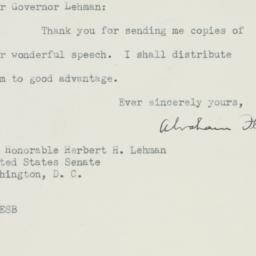 r Governor Lehman:
Thank you for sending me copies of
r wonderful speech. I shall distribute
m to good advantage.
Ever sincerely yours,
Abraham Fl
Honorable Herbert H. Lehman
ted States Senate
hington, D. C.
ESB